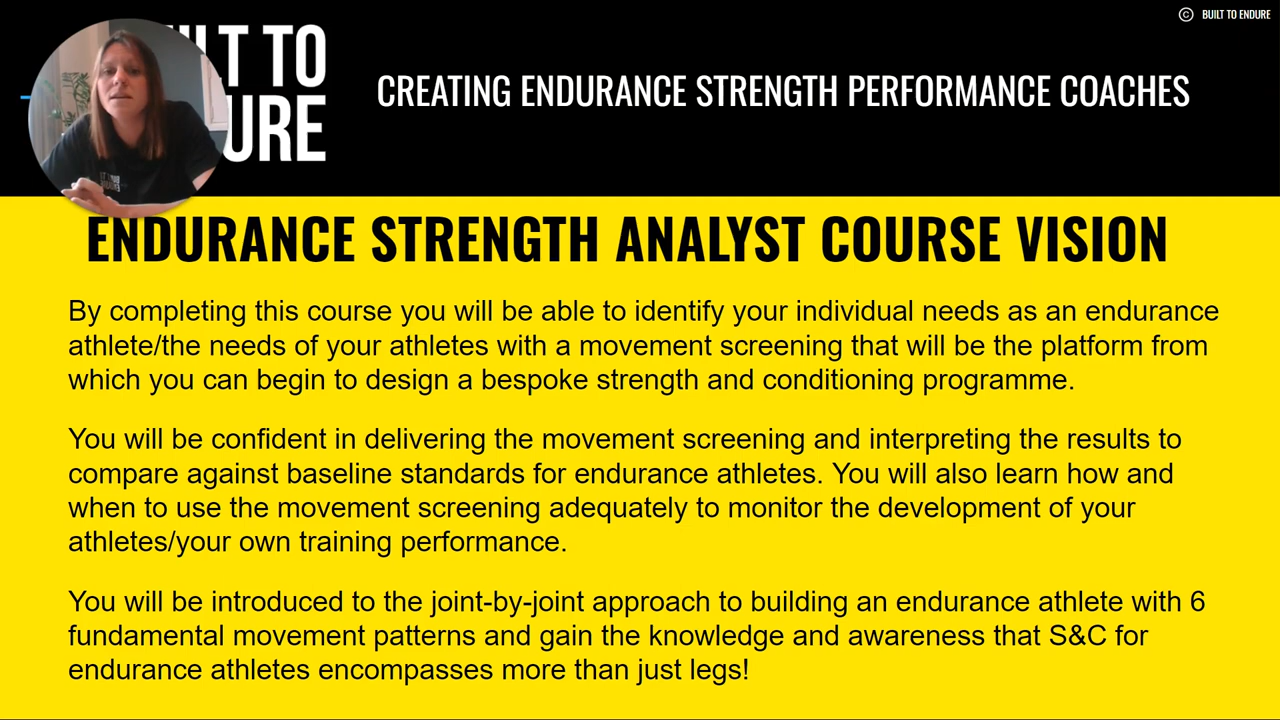 © BUILT TO ENDURE
LT TO
URE
CREATING ENDURANCE STRENGTH PERFORMANCE COACHES
ENDURANCE STRENGTH ANALYST COURSE VISION
By completing this course you will be able to identify your individual needs as an endurance
athlete/the needs of your athletes with a movement screening that will be the platform from
which you can begin to design a bespoke strength and conditioning programme.
You will be confident in delivering the movement screening and interpreting the results to
compare against baseline standards for endurance athletes. You will also learn how and
when to use the movement screening adequately to monitor the development of your
athletes/your own training performance.
You will be introduced to the joint-by-joint approach to building an endurance athlete with 6
fundamental movement patterns and gain the knowledge and awareness that S&C for
endurance athletes encompasses more than just legs!